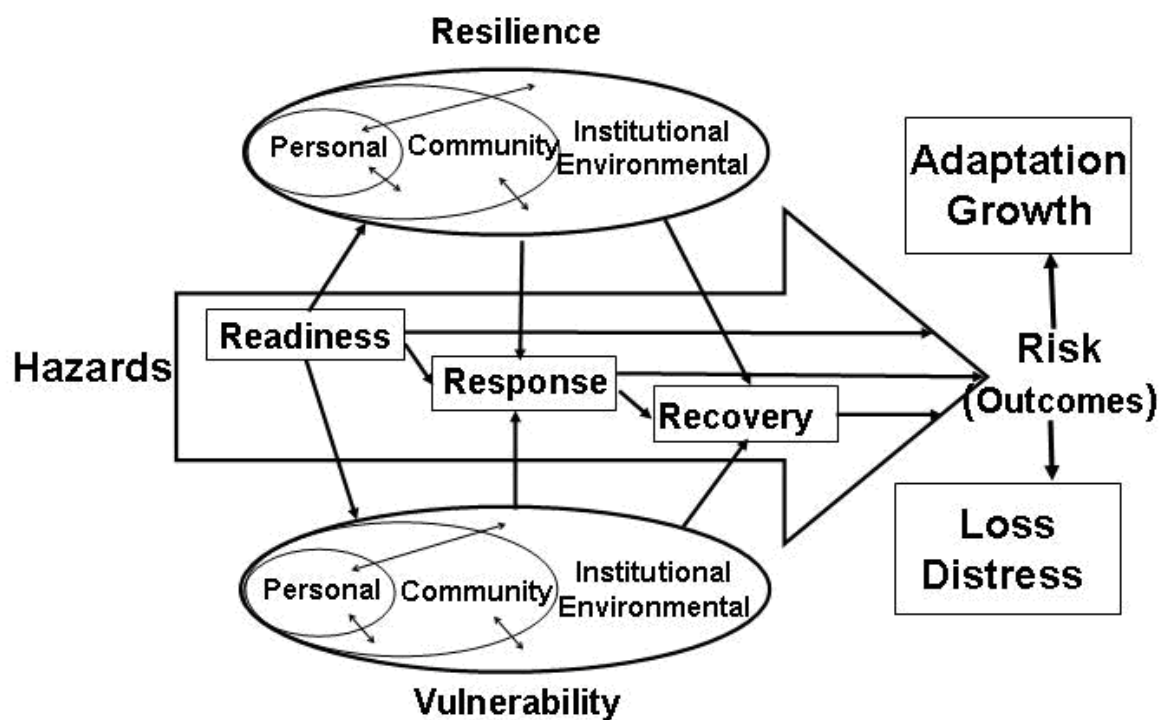 Resilience
Personal
Community
Institutional
Environmental
Adaptation
Growth
Hazards
Readiness
Response
Recovery
Risk
(Outcomes)
Loss
Distress
Personal
Community
Institutional
Environmental
Vulnerability